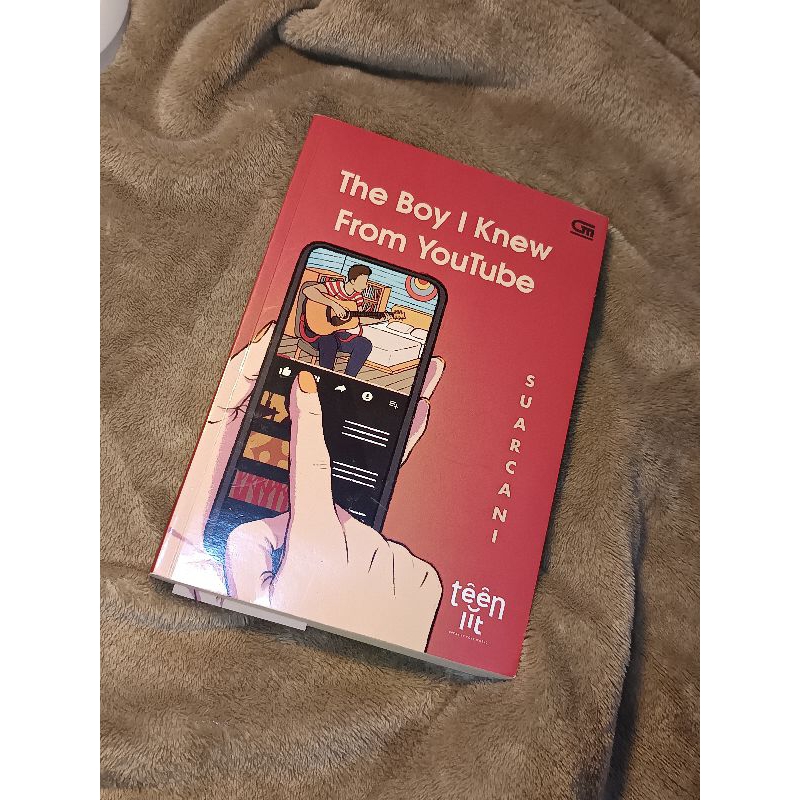 The Boy I Knew
From YouTube
Gm
SUARCANI
teen
lit